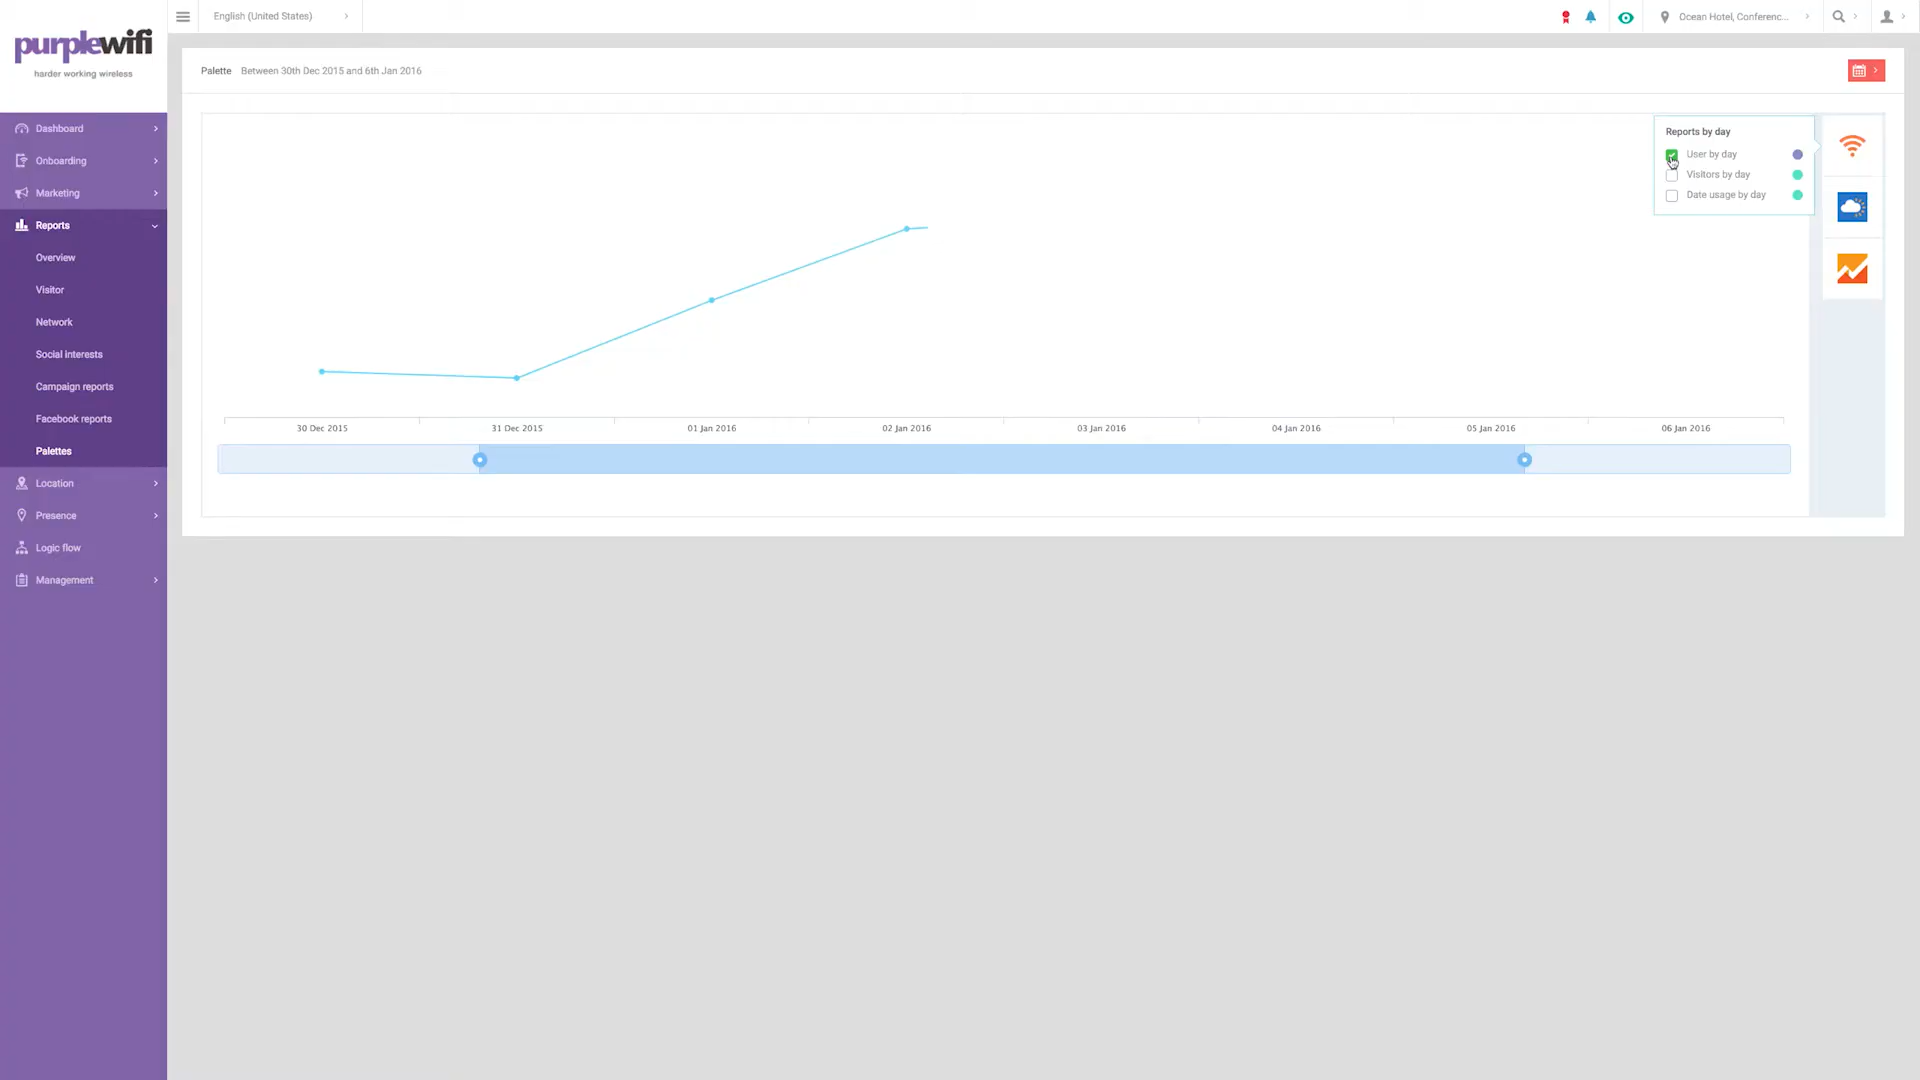 purplewifi
harder working wireless
English (United States)
Ocean Hotel, Conferenc...
Dashboard
Onboarding
Marketing
Reports
Overview
Visitor
Network
Social interests
Campaign reports
Facebook reports
Palettes
Location
Presence
Logic flow
Management
Palette Between 30th Dec 2015 and 6th Jan 2016
Reports by day
User by day
Visitors by day
Date usage by day
30 Dec 2015 31 Dec 2015 01 Jan 2016 02 Jan 2016 03 Jan 2016 04 Jan 2016 05 Jan 2016 06 Jan 2016